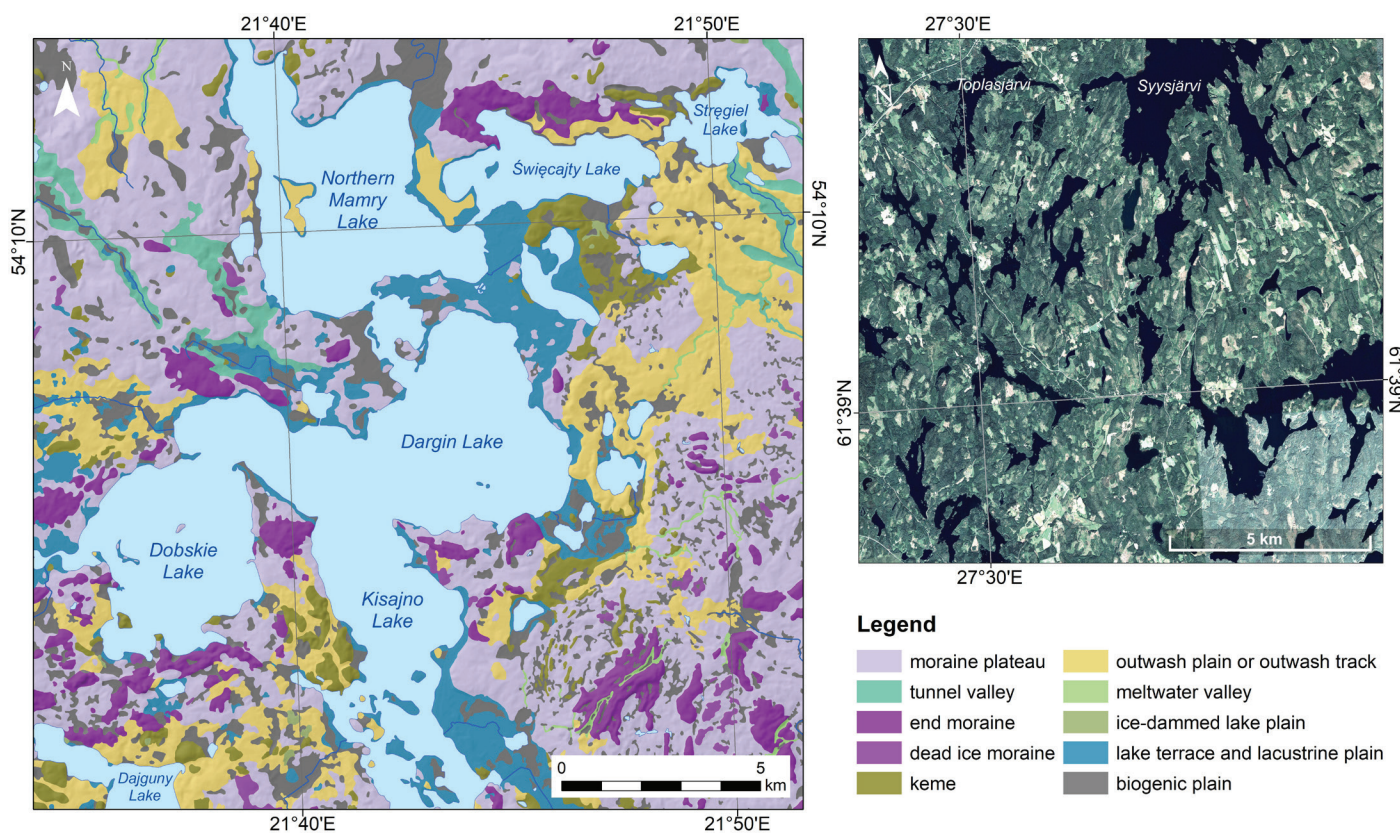 21°40'E
21°50'E
N
Stręgiel
Lake
Święcajty Lake
Northern
Mamry
Lake
54°10'N
54°10'N
Dargin Lake
Dobskie
Lake
Kisajno
Lake
Dajguny
Lake
0
5
km
21°40'E
21°50'E
27°30'E
N
Toplasjärvi
Syysjärvi
61°39'N
61°39'N
5 km
27°30'E
Legend
moraine plateau
outwash plain or outwash track
tunnel valley
meltwater valley
end moraine
ice-dammed lake plain
dead ice moraine
lake terrace and lacustrine plain
keme
biogenic plain